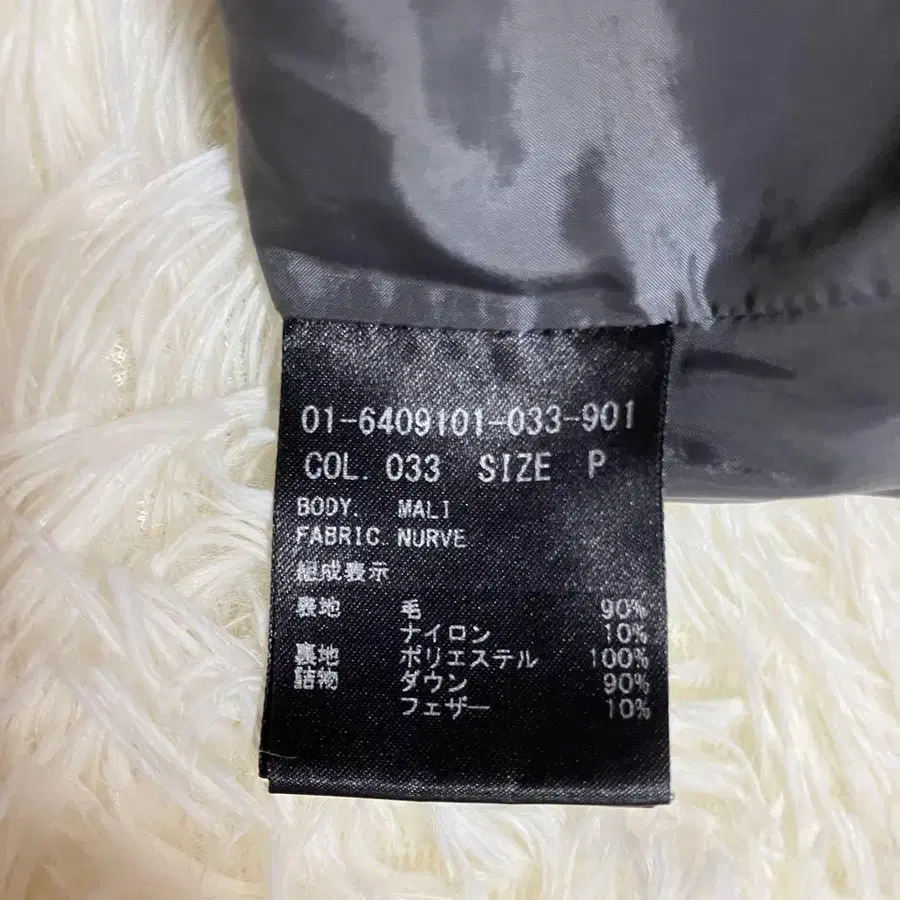 01-6409101-033-901
COL. 033 SIZE P
BODY. MALI
FABRIC. NURVE
組成表示
表地 毛 90%
ナイロン 10%
裏地 ポリエステル 100%
詰物 ダウン 90%
フェザー 10%